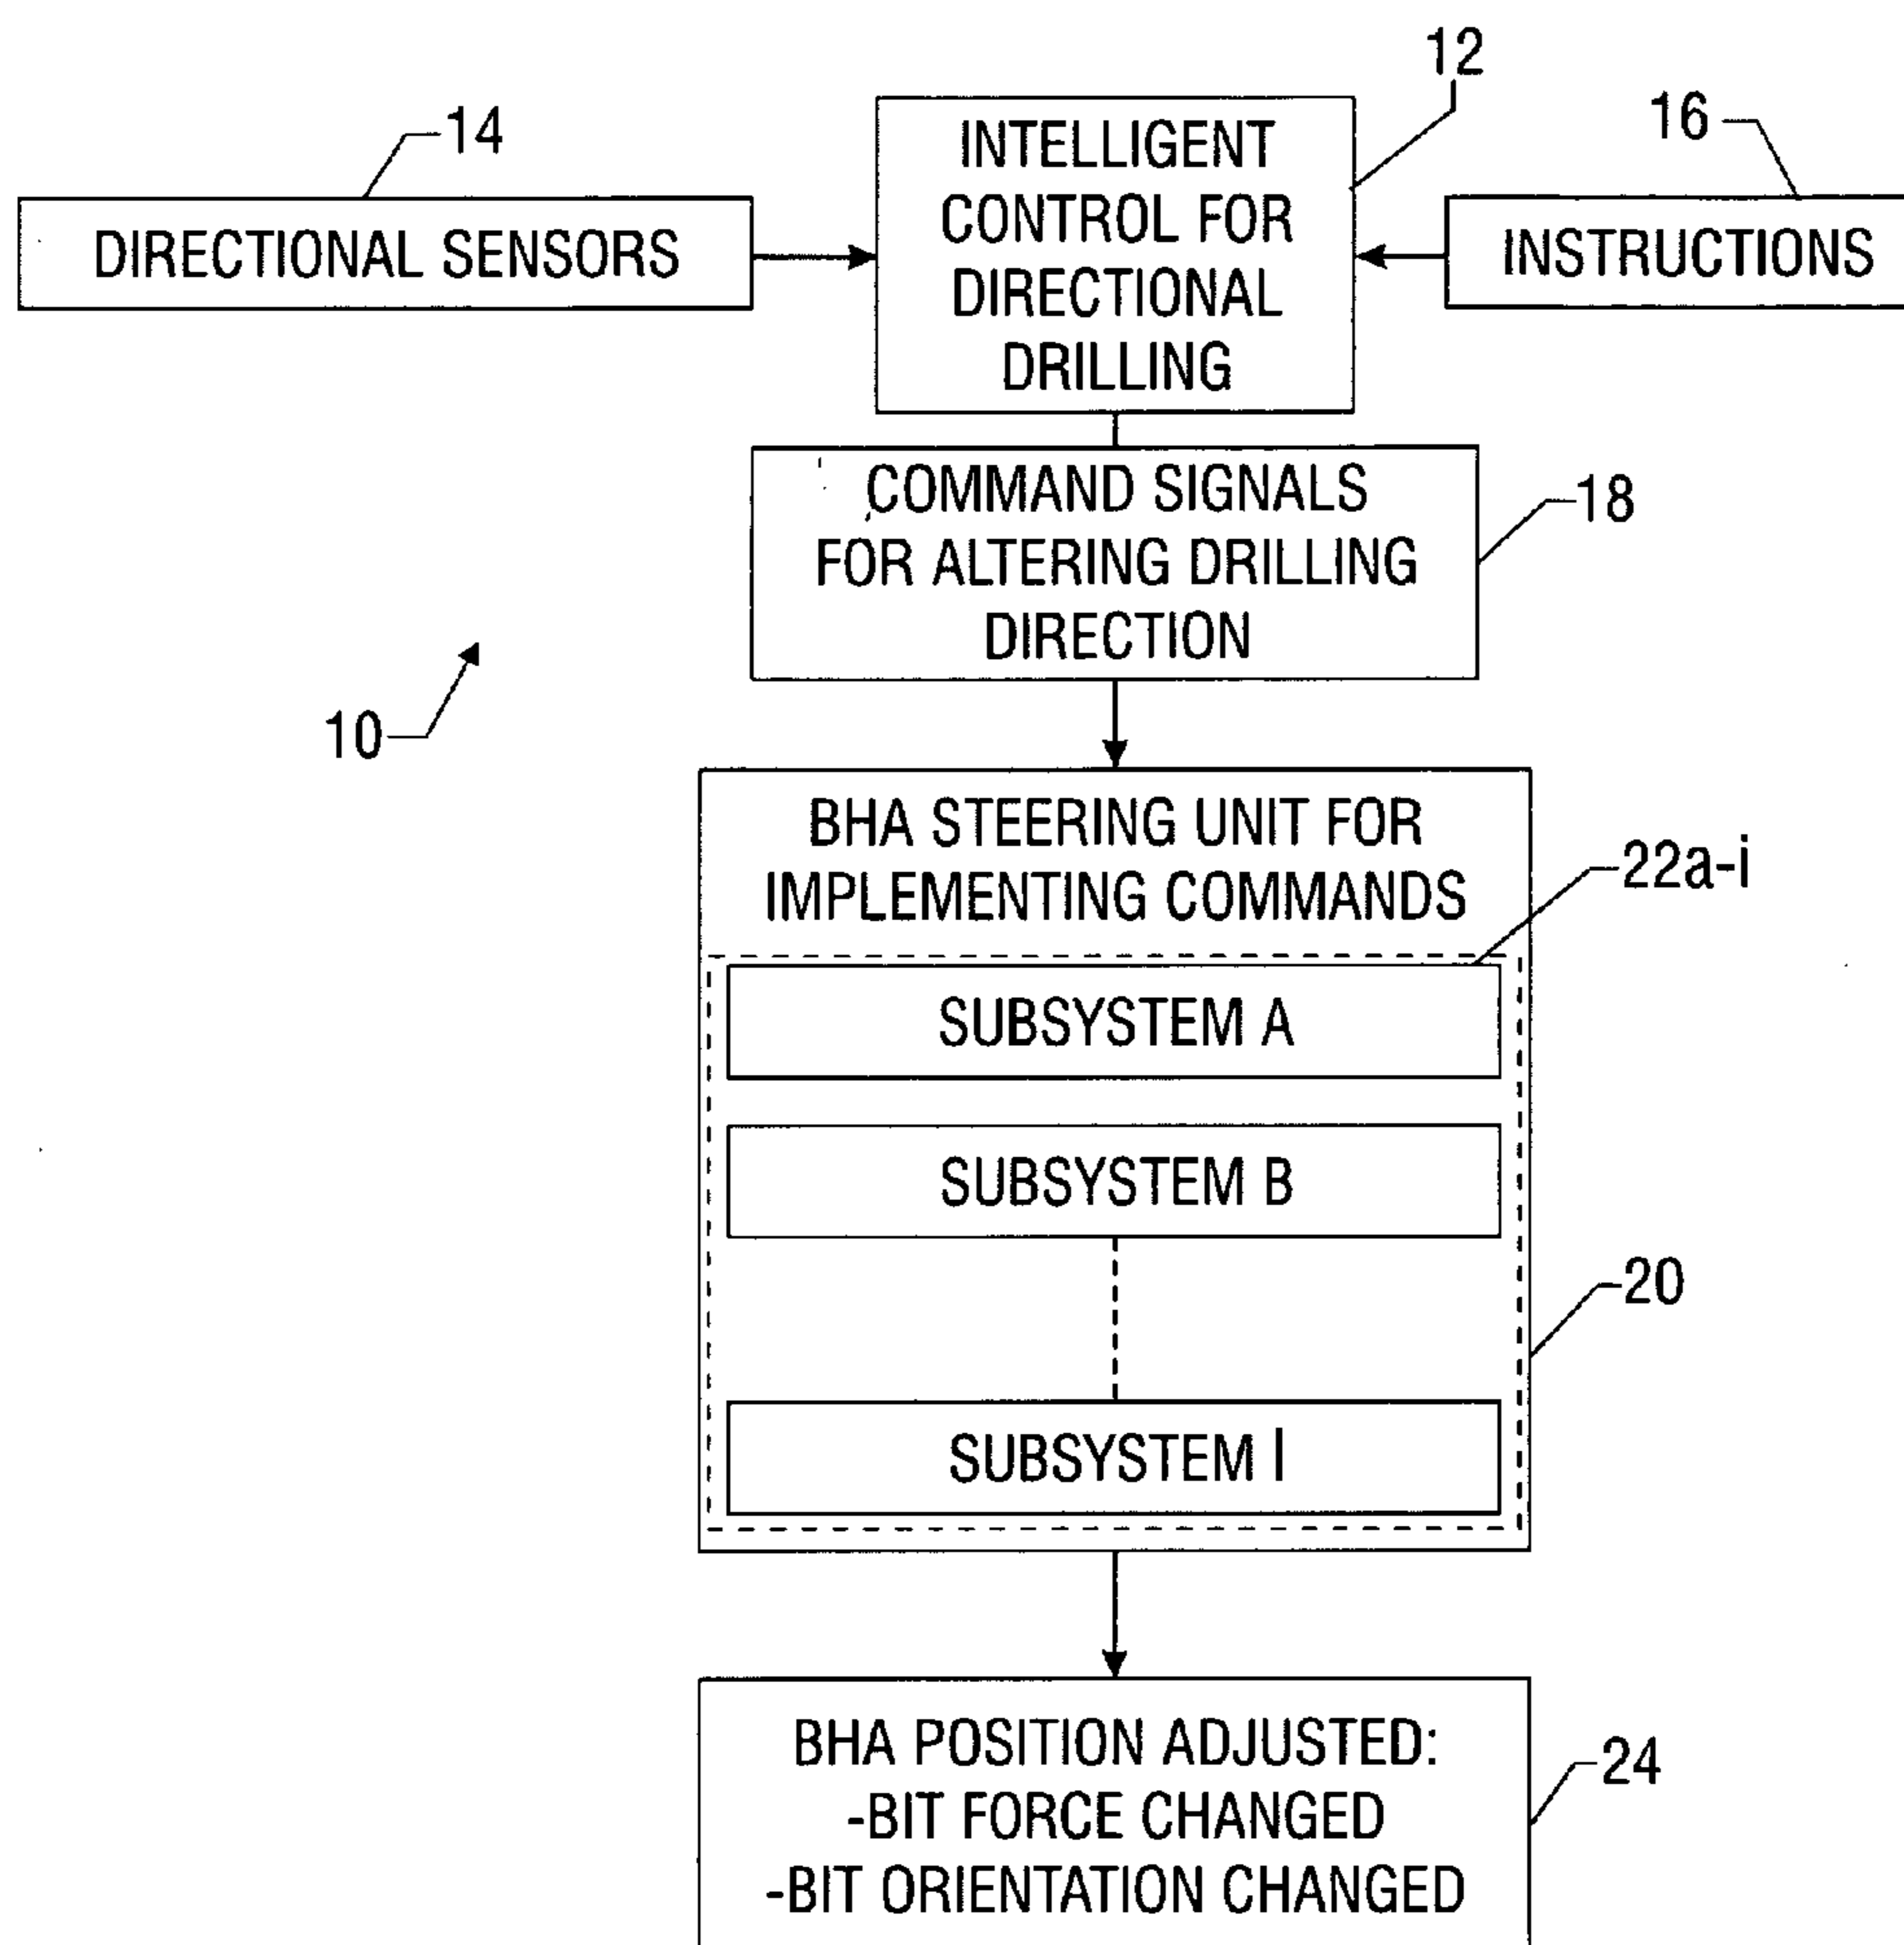 12
14
16
INTELLIGENT
CONTROL FOR
DIRECTIONAL
DRILLING
DIRECTIONAL SENSORS
INSTRUCTIONS
COMMAND SIGNALS
FOR ALTERING DRILLING
DIRECTION
18
10
BHA STEERING UNIT FOR
IMPLEMENTING COMMANDS
22a-i
SUBSYSTEM A
SUBSYSTEM B
20
SUBSYSTEM I
BHA POSITION ADJUSTED:
-BIT FORCE CHANGED
-BIT ORIENTATION CHANGED
24